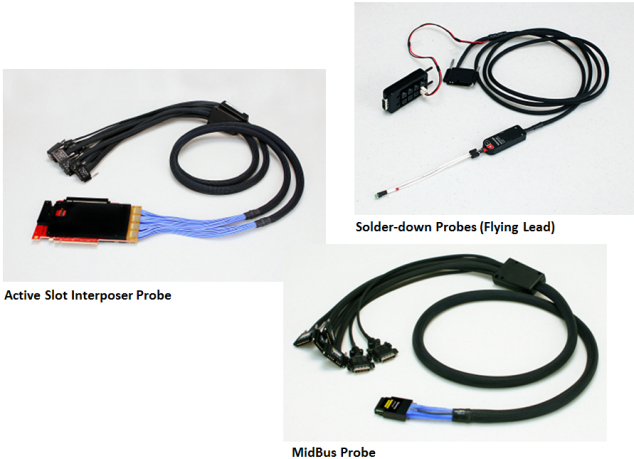 Solder-down Probes (Flying Lead)
Active Slot Interposer Probe
MidBus Probe